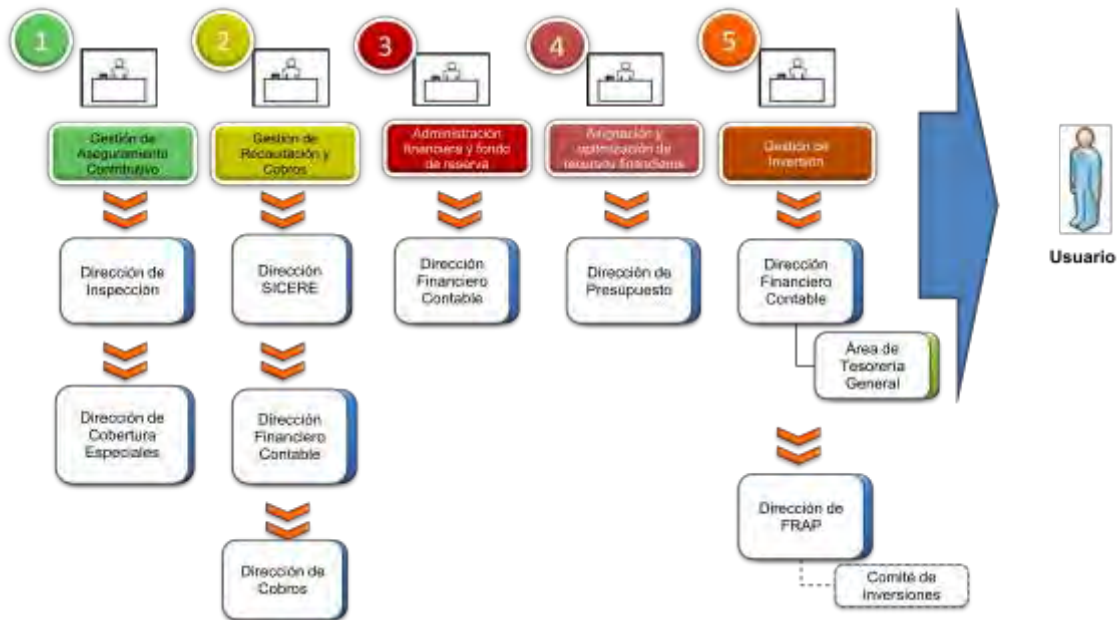 1
2
3
4
5
Gestión de
Aseguramiento
Contributivo
Gestión de
Recaudación y
Cobros
Administración
financiera y fondo
de reserva
Asignación y
optimización de
recursos financieros
Gestión de
Inversión
Dirección de
Inspección
Dirección
SICERE
Dirección
Financiero
Contable
Dirección de
Presupuesto
Dirección
Financiero
Contable
Área de
Tesorería
General
Usuario
Dirección de
Cobertura
Especiales
Dirección
Financiero
Contable
Dirección de
FRAP
Dirección de
Cobros
Comité de
Inversiones